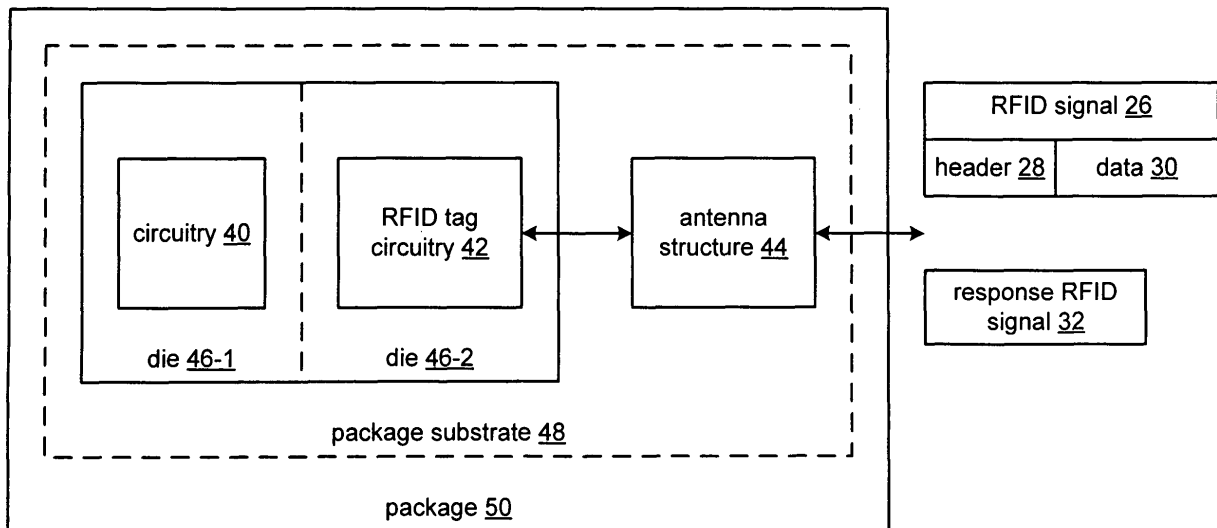 RFID signal 26
header 28
data 30
circuitry 40
RFID tag
circuitry 42
antenna
structure 44
response RFID
signal 32
die 46-1
die 46-2
package substrate 48
package 50